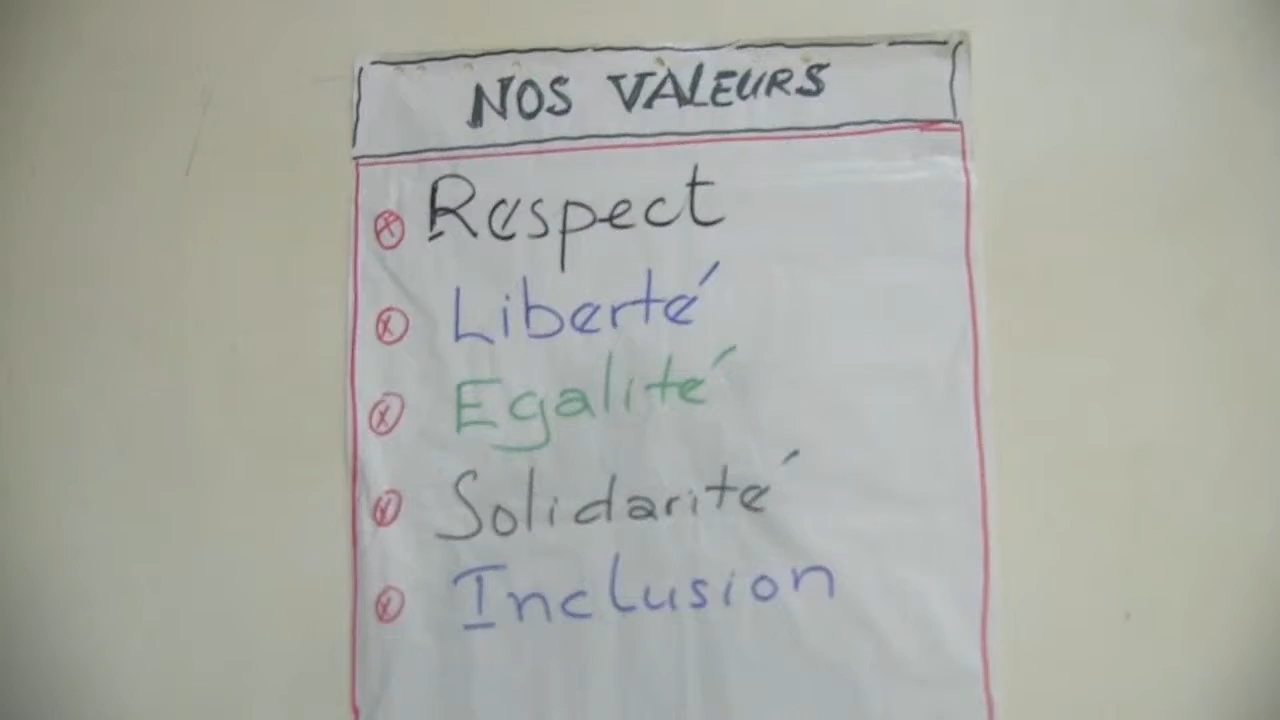 NOS VALEURS
Respect
Liberté
Egalité
Solidarité
Inclusion